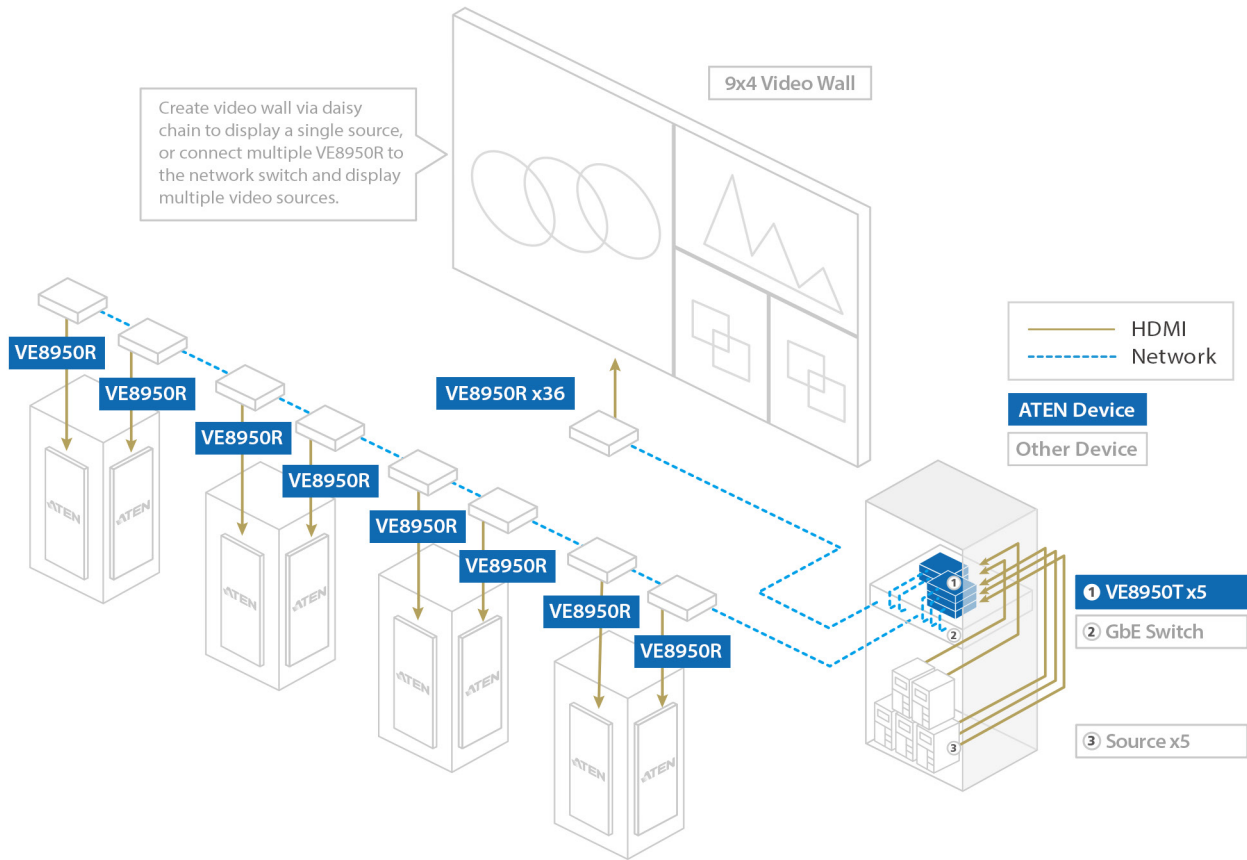 9x4 Video Wall
Create video wall via daisy
chain to display a single source,
or connect multiple VE8950R to
the network switch and display
multiple video sources.
HDMI
Network
ATEN Device
Other Device
VE8950R
VE8950R
VE8950R
VE8950R
VE8950R
VE8950R
VE8950R
VE8950R
VE8950R x36
ATEN
ATEN
ATEN
ATEN
ATEN
ATEN
ATEN
ATEN
1
2
3
1 VE8950T x5
2 GbE Switch
3 Source x5